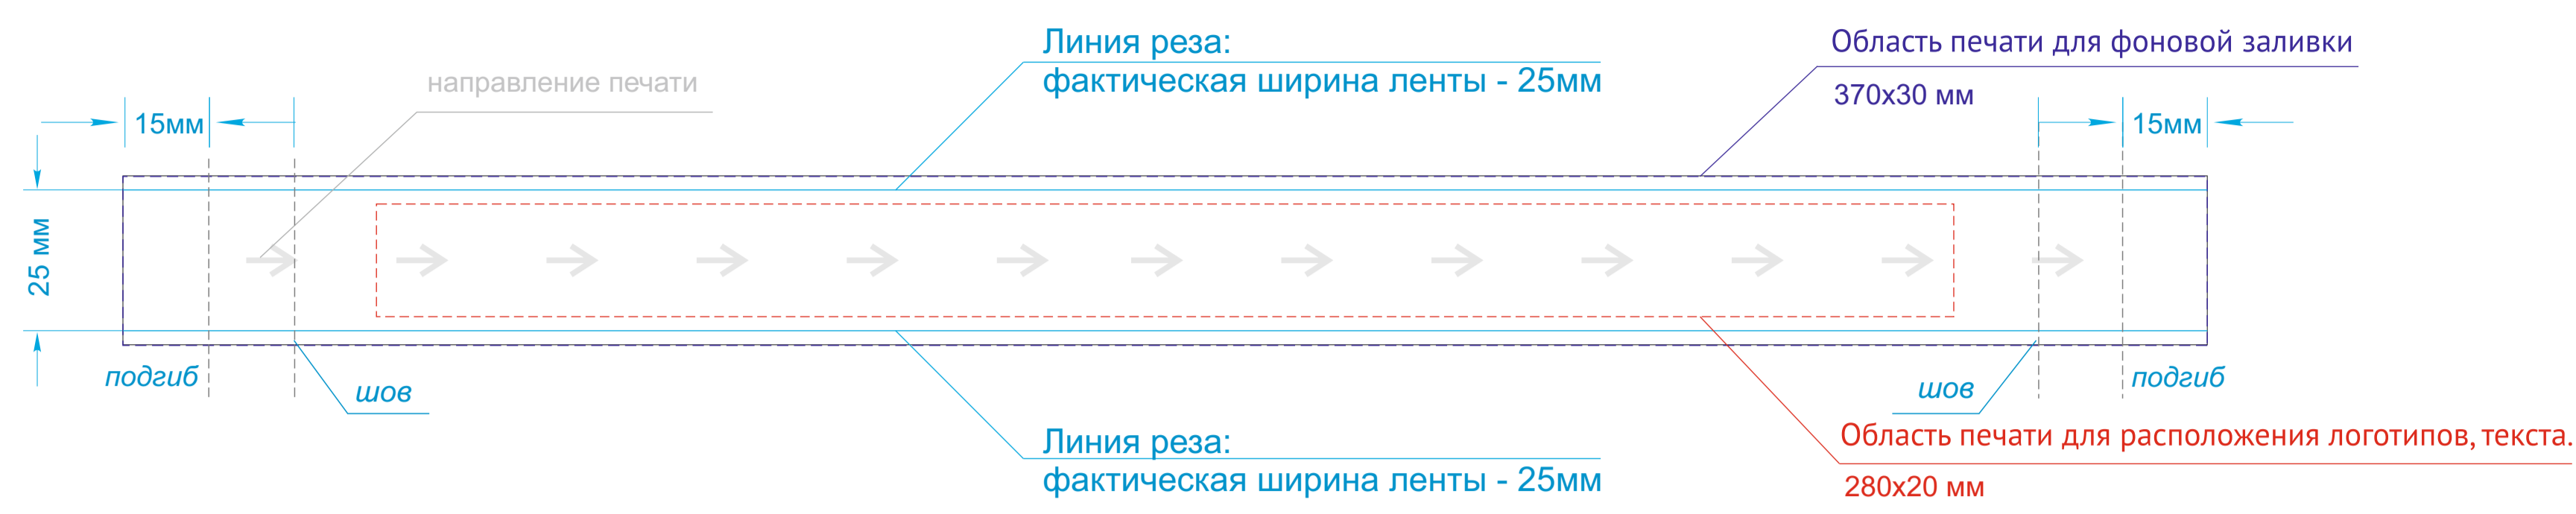 Линия реза:
фактическая ширина ленты - 25мм
Область печати для фоновой заливки
370х30 мм
направление печати
15мм
15мм
25 мм
подгиб
шов
шов
подгиб
Линия реза:
фактическая ширина ленты - 25мм
Область печати для расположения логотипов, текста.
280х20 мм